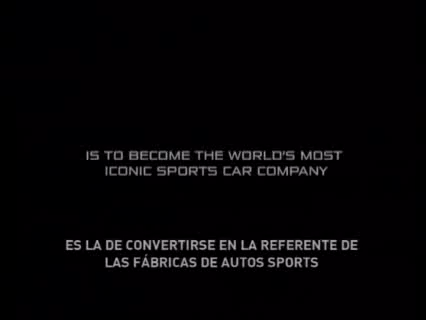 IS TO BECOME THE WORLD'S MOST
ICONIC SPORTS CAR COMPANY
ES LA DE CONVERTIRSE EN LA REFERENTE DE
LAS FÁBRICAS DE AUTOS SPORTS